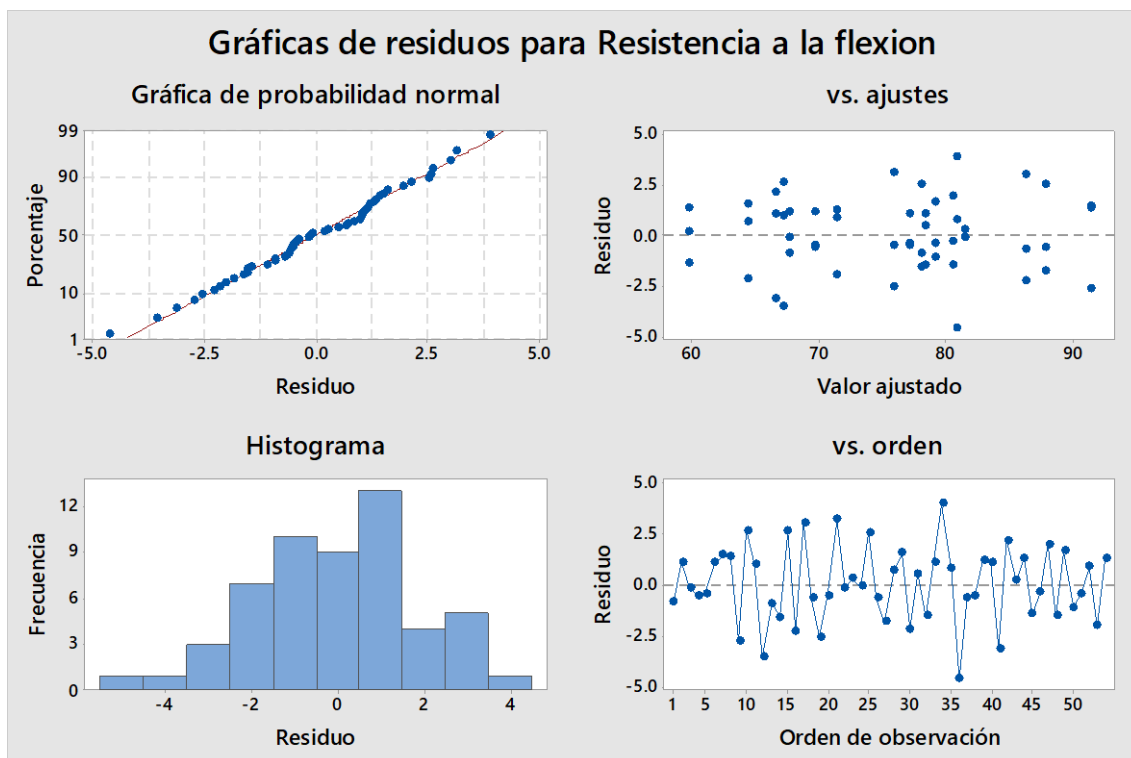 Gráficas de residuos para Resistencia a la flexion
Gráfica de probabilidad normal
99
90
50
10
1
Porcentaje
-5.0 -2.5 0.0 2.5 5.0
Residuo
vs. ajustes
5.0
2.5
0.0
-2.5
-5.0
Residuo
60 70 80 90
Valor ajustado
Histograma
12
9
6
3
0
Frecuencia
-4 -2 0 2 4
Residuo
vs. orden
5.0
2.5
0.0
-2.5
-5.0
Residuo
1 5 10 15 20 25 30 35 40 45 50
Orden de observación